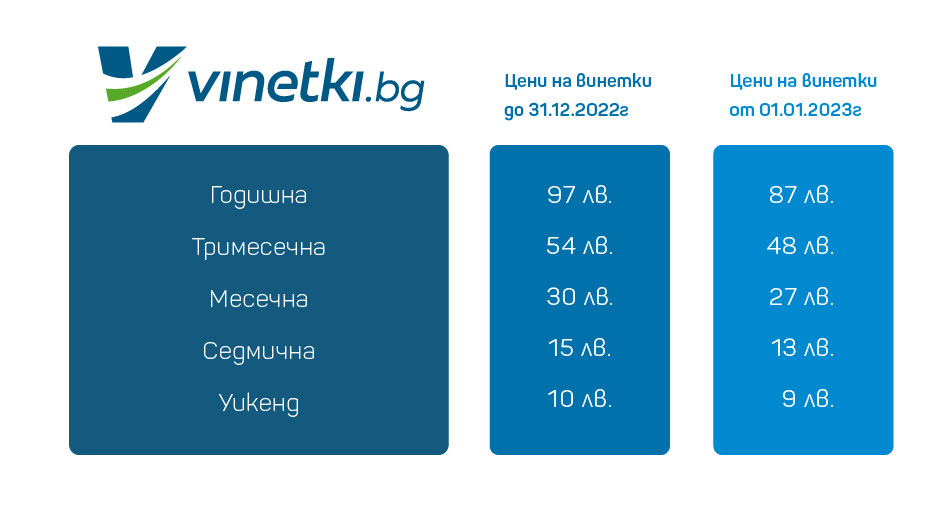 vinetki.bg
Цени на винетки
до 31.12.2022г
Цени на винетки
от 01.01.2023г
Годишна 97 лв. 87 лв.
Тримесечна 54 лв. 48 лв.
Месечна 30 лв. 27 лв.
Седмична 15 лв. 13 лв.
Уикенд 10 лв. 9 лв.